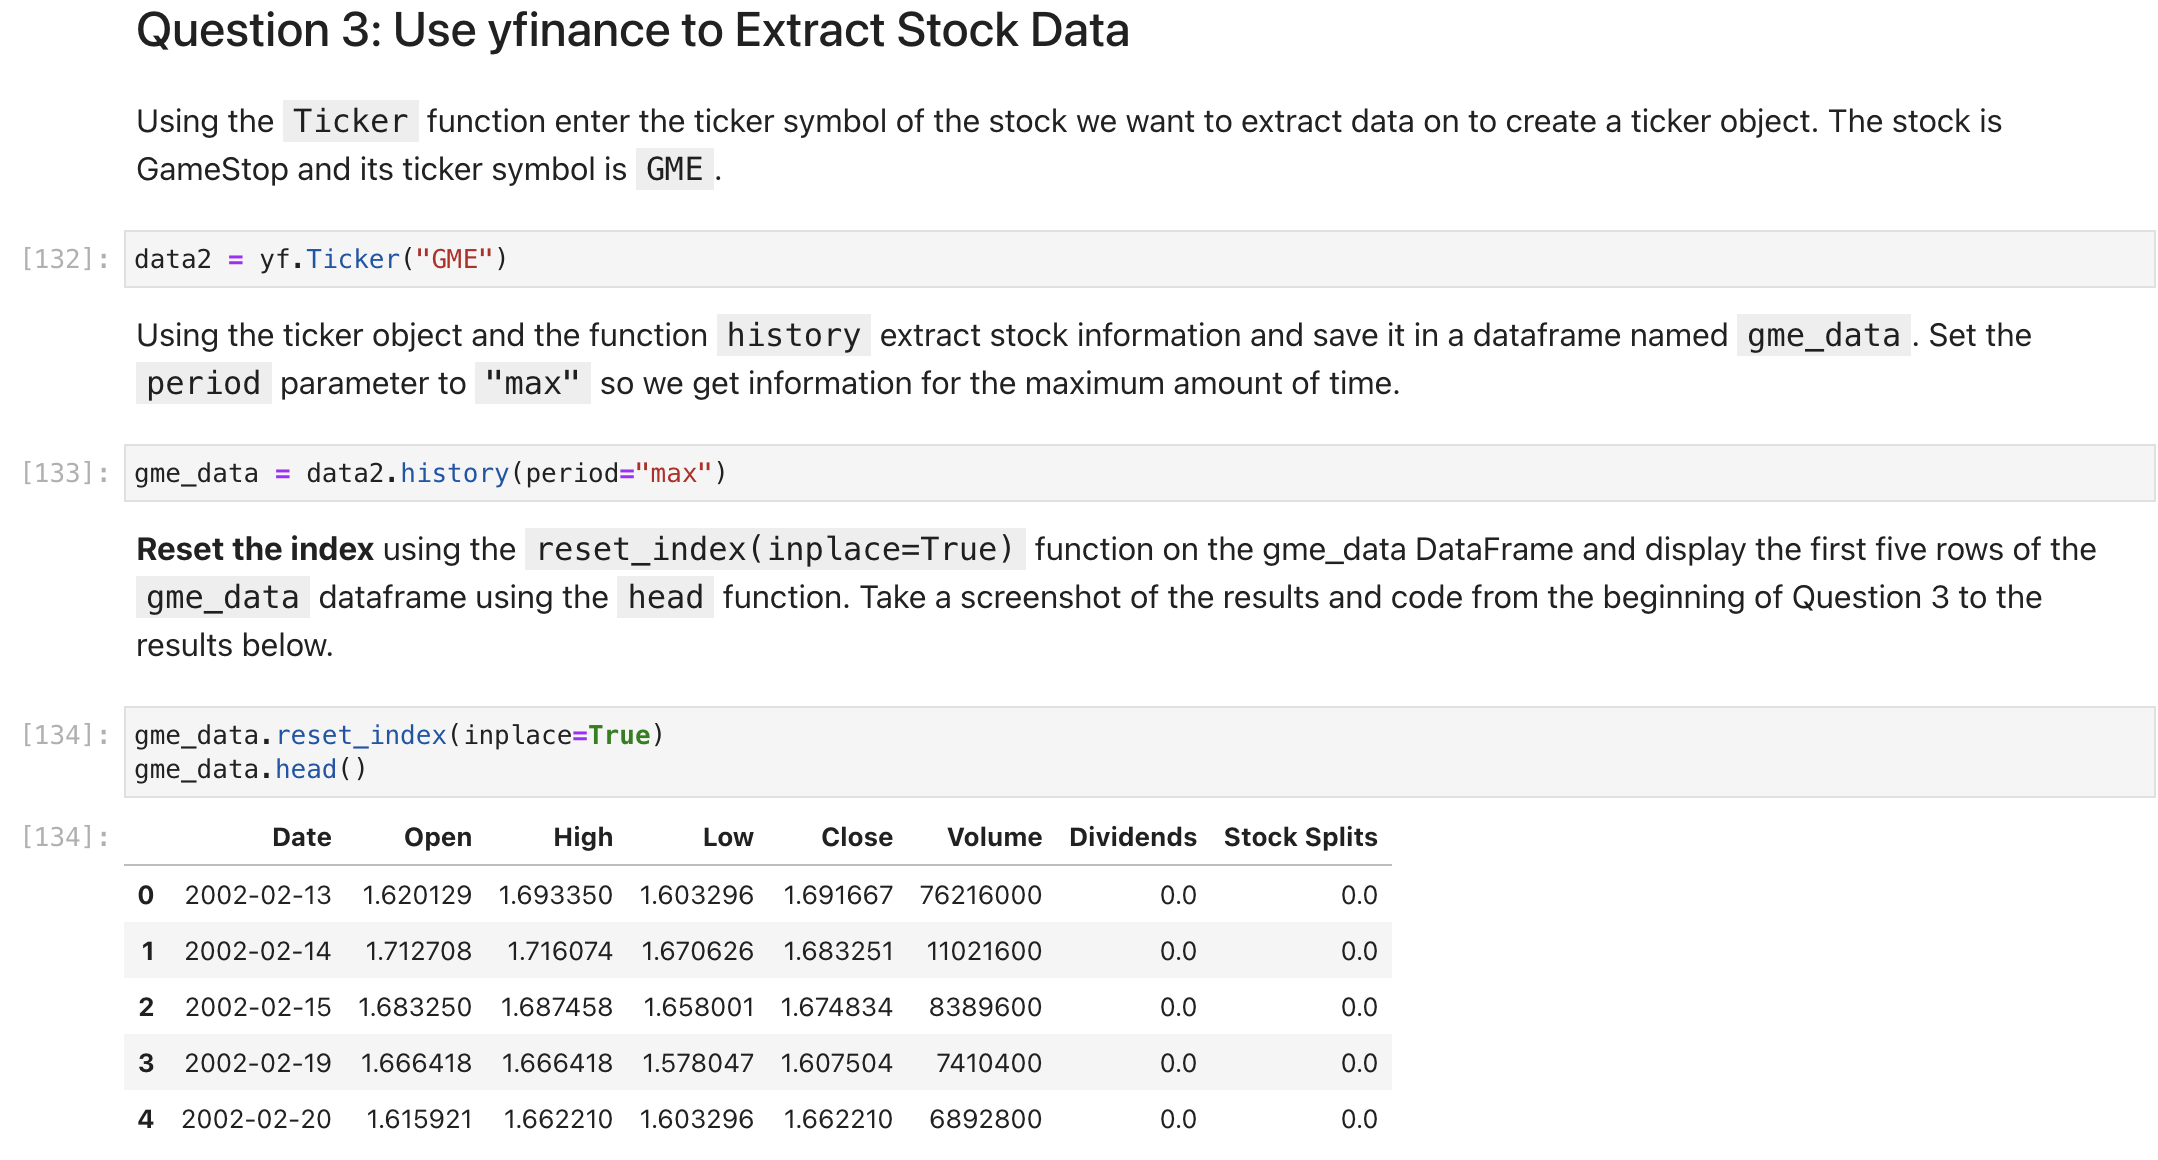 Question 3: Use yfinance to Extract Stock Data
Using the Ticker function enter the ticker symbol of the stock we want to extract data on to create a ticker object. The stock is
GameStop and its ticker symbol is GME .
[132]: data2 = yf.Ticker("GME")
Using the ticker object and the function history extract stock information and save it in a dataframe named gme_data . Set the
period parameter to "max" so we get information for the maximum amount of time.
[133]: gme_data = data2.history(period="max")
Reset the index using the reset_index(inplace=True) function on the gme_data DataFrame and display the first five rows of the
gme_data dataframe using the head function. Take a screenshot of the results and code from the beginning of Question 3 to the
results below.
[134]: gme_data.reset_index(inplace=True)
gme_data.head()
[134]: Date Open High Low Close Volume Dividends Stock Splits
0 2002-02-13 1.620129 1.693350 1.603296 1.691667 76216000 0.0 0.0
1 2002-02-14 1.712708 1.716074 1.670626 1.683251 11021600 0.0 0.0
2 2002-02-15 1.683250 1.687458 1.658001 1.674834 8389600 0.0 0.0
3 2002-02-19 1.666418 1.666418 1.578047 1.607504 7410400 0.0 0.0
4 2002-02-20 1.615921 1.662210 1.603296 1.662210 6892800 0.0 0.0